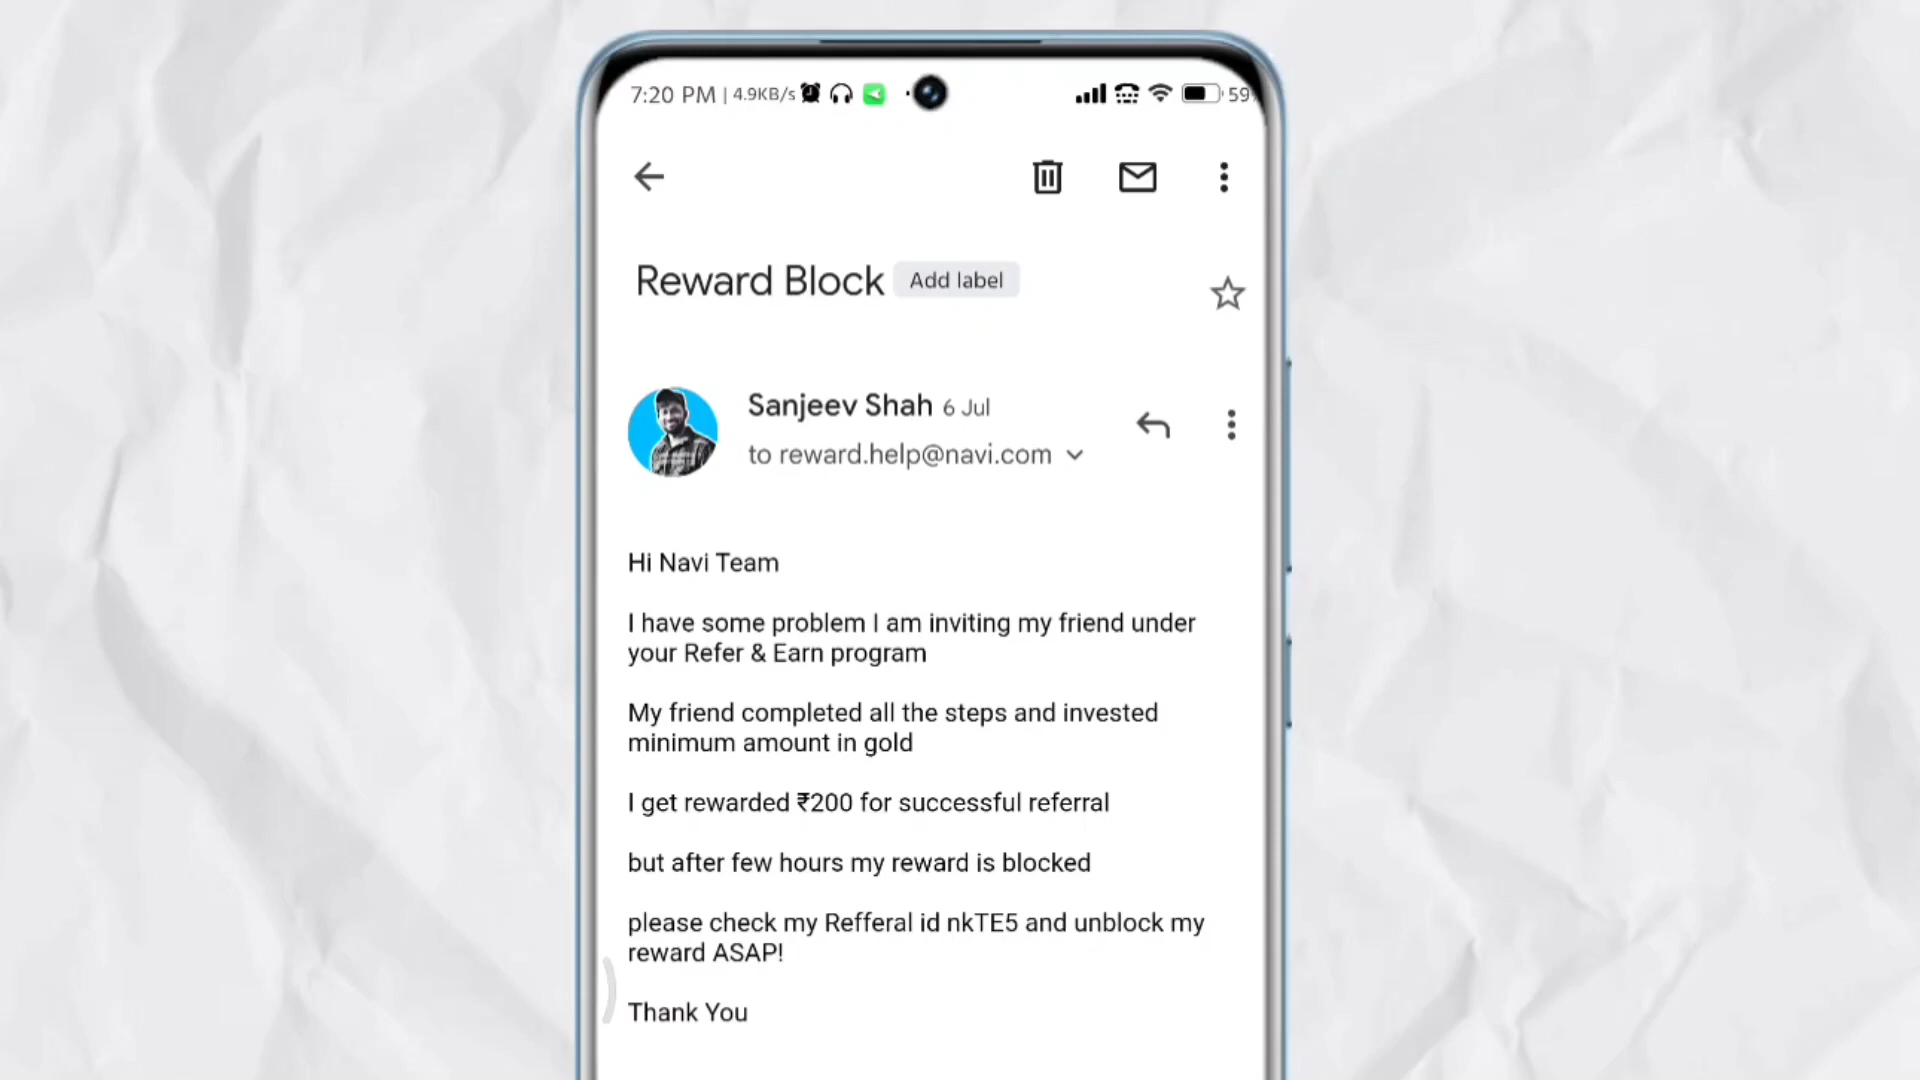 7:20 PM | 4.9KB/s 59
Reward Block Add label
Sanjeev Shah 6 Jul
to reward.help@navi.com
Hi Navi Team
I have some problem I am inviting my friend under
your Refer & Earn program
My friend completed all the steps and invested
minimum amount in gold
I get rewarded ₹200 for successful referral
but after few hours my reward is blocked
please check my Refferal id nkTE5 and unblock my
reward ASAP!
Thank You